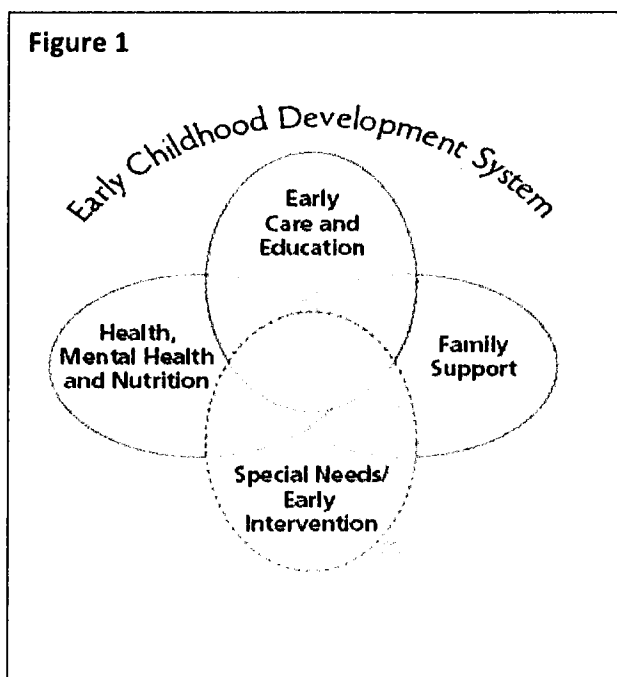 Figure 1
Early Childhood Development System
Early
Care and
Education
Health,
Mental Health
and Nutrition
Family
Support
Special Needs/
Early
Intervention